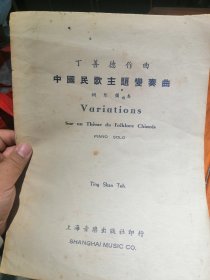 丁善德作曲
中國民歌主題變奏曲
鋼琴獨奏
Variations
Sur un Thème du Folklore Chinois
PIANO SOLO
Ting Shan Teh
上海音樂出版社印行
SHANGHAI MUSIC CO.